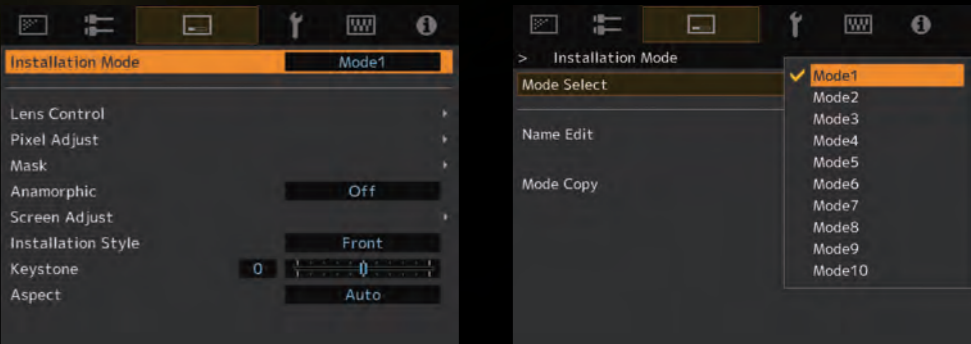 Installation Mode Mode1
Lens Control
Pixel Adjust
Mask
Anamorphic Off
Screen Adjust
Installation Style Front
Keystone 0
Aspect Auto
> Installation Mode
Mode Select
Name Edit
Mode Copy
Mode1
Mode2
Mode3
Mode4
Mode5
Mode6
Mode7
Mode8
Mode9
Mode10